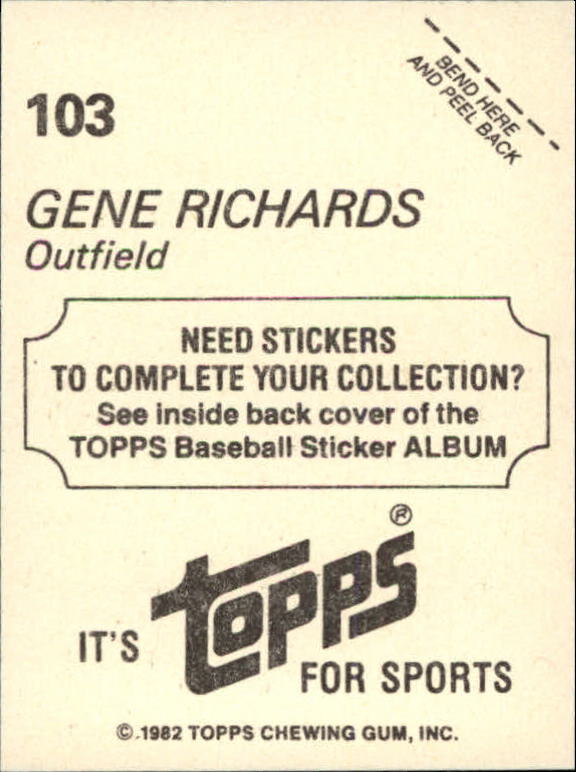 BEND HERE
AND PEEL BACK
103
GENE RICHARDS
Outfield
NEED STICKERS
TO COMPLETE YOUR COLLECTION?
See inside back cover of the
TOPPS Baseball Sticker ALBUM
IT'S topps® FOR SPORTS
©.1982 TOPPS CHEWING GUM, INC.